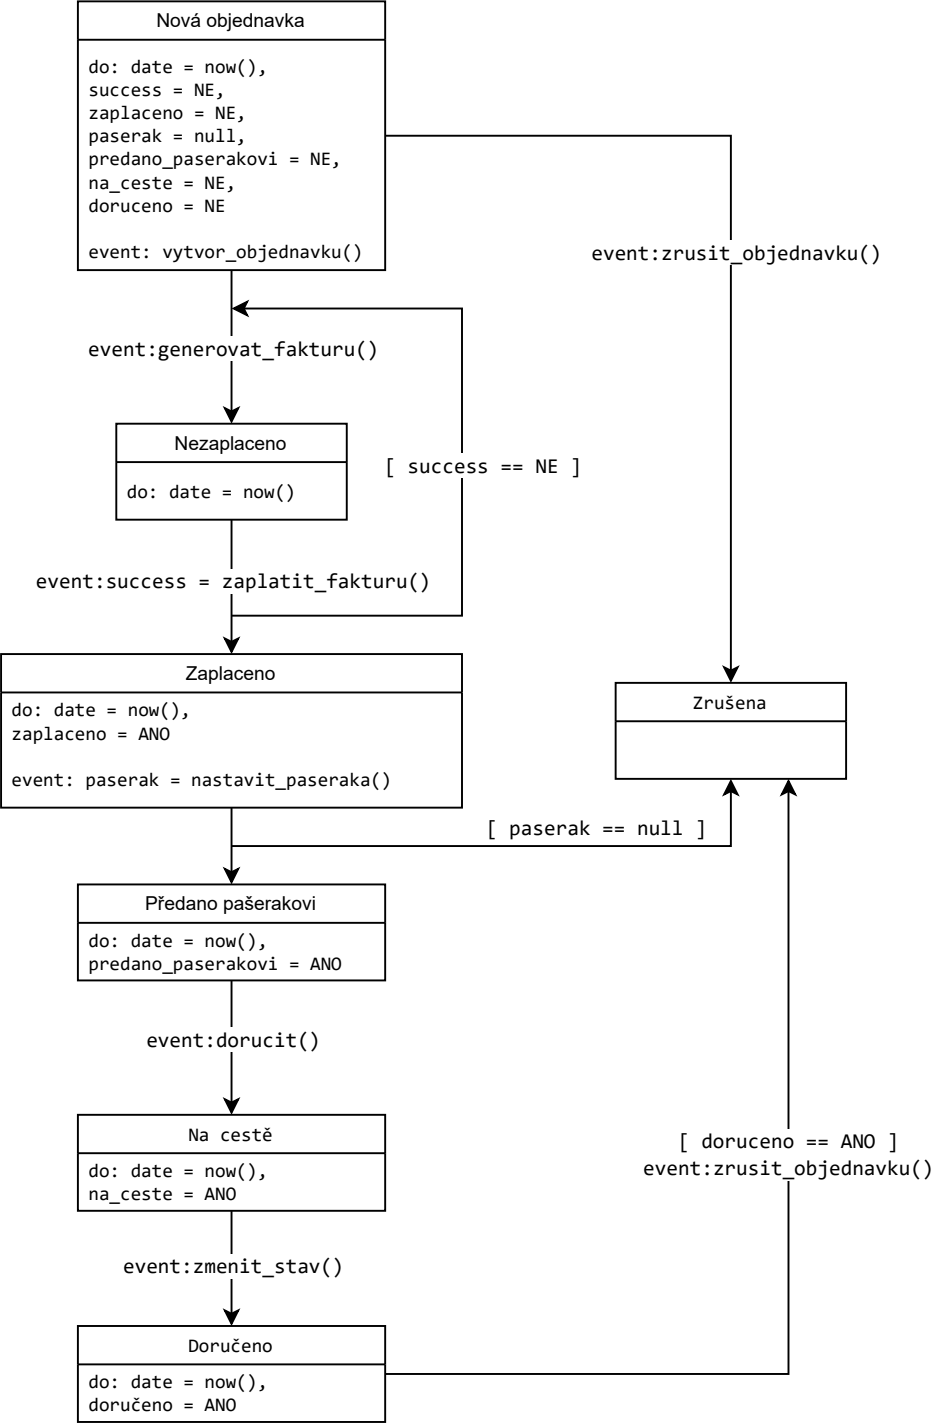 Nová objednavka
do: date = now(),
success = NE,
zaplaceno = NE,
paserak = null,
predano_paserakovi = NE,
na_ceste = NE,
doruceno = NE
event: vytvor_objednavku()
event:zrusit_objednavku()
event:generovat_fakturu()
Nezaplaceno
do: date = now()
[ success == NE ]
event:success = zaplatit_fakturu()
Zaplaceno
do: date = now(),
zaplaceno = ANO
event: paserak = nastavit_paseraka()
Zrušena
[ paserak == null ]
Předano pašerakovi
do: date = now(),
predano_paserakovi = ANO
event:dorucit()
Na cestě
do: date = now(),
na_ceste = ANO
[ doruceno == ANO ]
event:zrusit_objednavku()
event:zmenit_stav()
Doručeno
do: date = now(),
doručeno = ANO